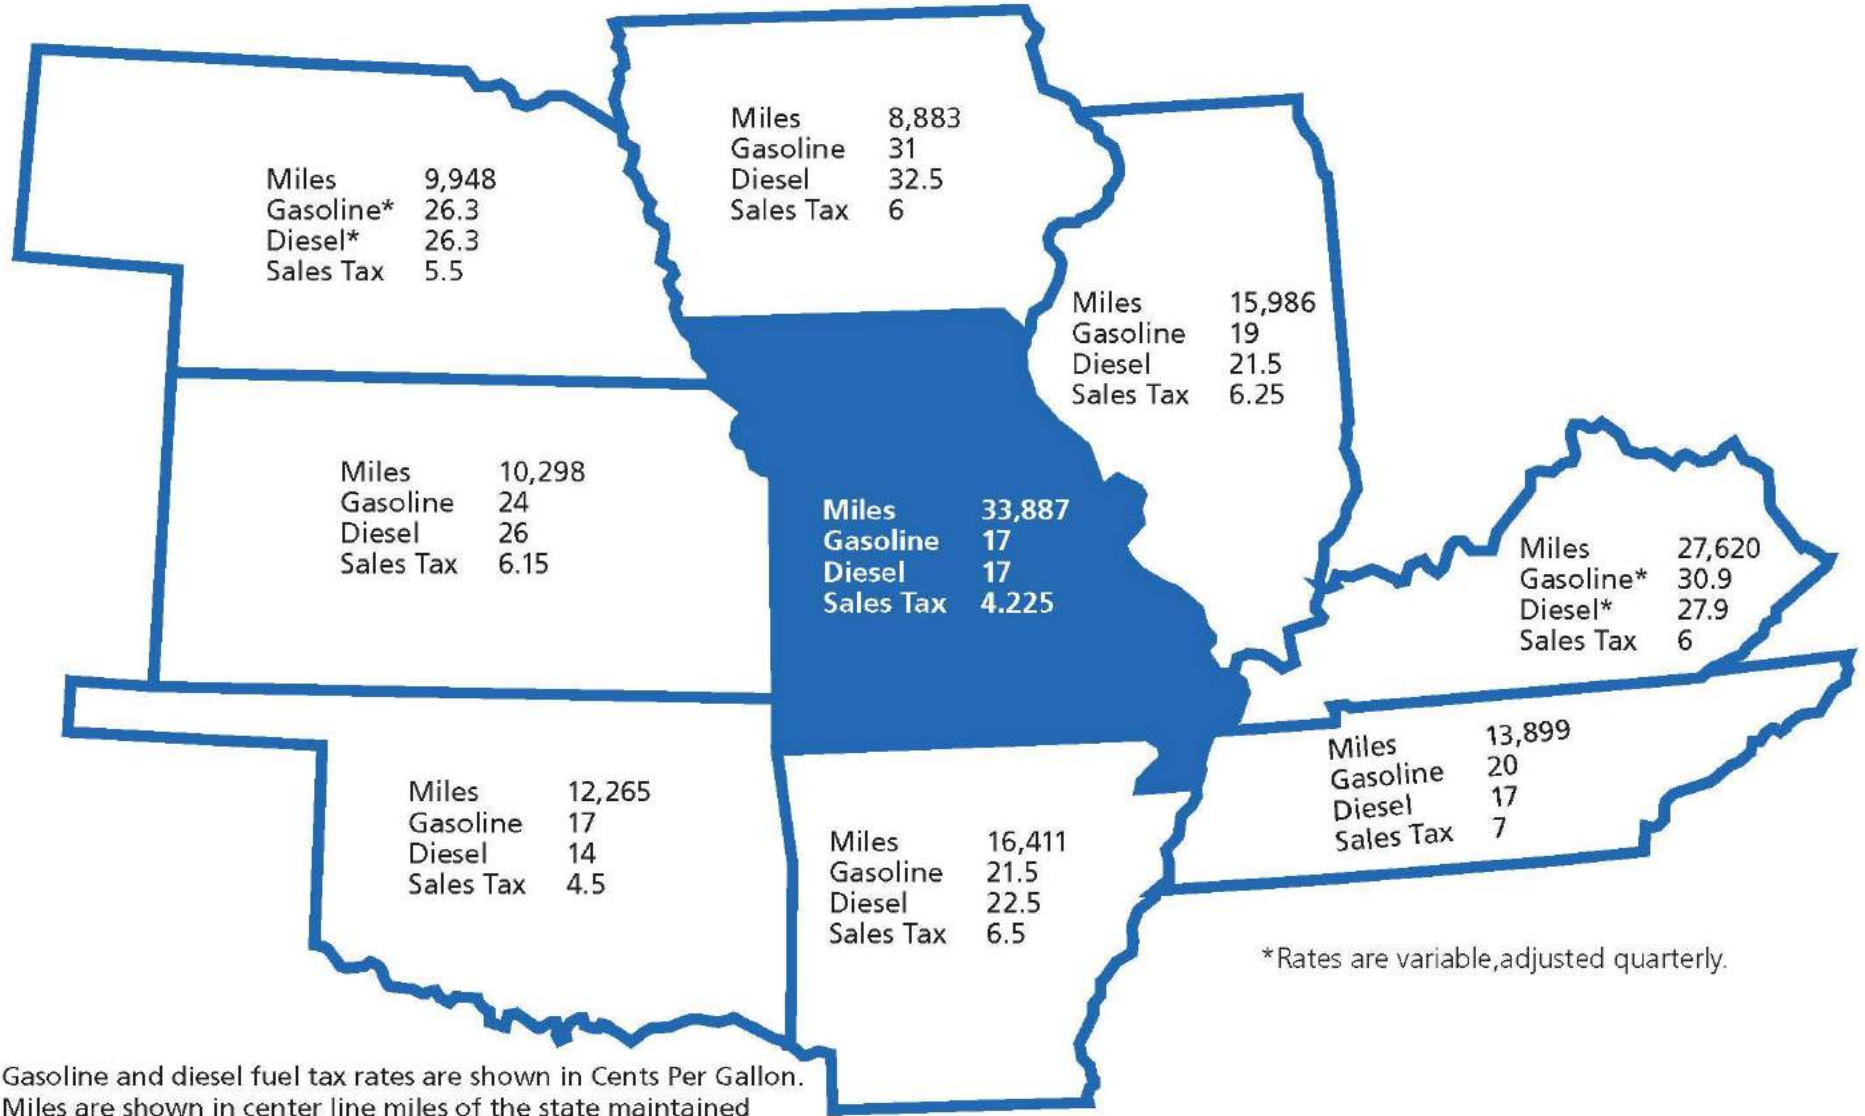 Miles 8,883
Gasoline 31
Diesel 32.5
Sales Tax 6
Miles 9,948
Gasoline* 26.3
Diesel* 26.3
Sales Tax 5.5
Miles 15,986
Gasoline 19
Diesel 21.5
Sales Tax 6.25
Miles 10,298
Gasoline 24
Diesel 26
Sales Tax 6.15
Miles 33,887
Gasoline 17
Diesel 17
Sales Tax 4.225
Miles 27,620
Gasoline* 30.9
Diesel* 27.9
Sales Tax 6
Miles 13,899
Gasoline 20
Diesel 17
Sales Tax 7
Miles 12,265
Gasoline 17
Diesel 14
Sales Tax 4.5
Miles 16,411
Gasoline 21.5
Diesel 22.5
Sales Tax 6.5
*Rates are variable,adjusted quarterly.
Gasoline and diesel fuel tax rates are shown in Cents Per Gallon.
Miles are shown in center line miles of the state maintained